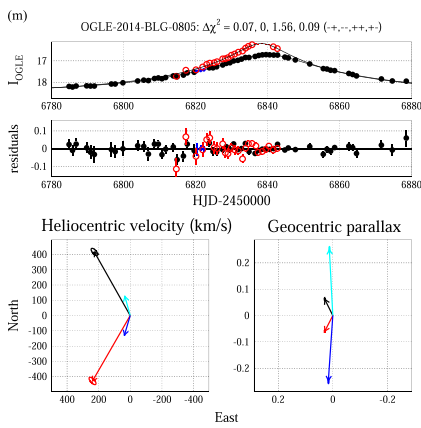 (m)
OGLE-2014-BLG-0805: Δχ² = 0.07, 0, 1.56, 0.09 (-+,--,++,+-)
I_OGLE
17
18
6780 6800 6820 6840 6860 6880
residuals
0.1
0
-0.1
6780 6800 6820 6840 6860 6880
HJD-2450000
Heliocentric velocity (km/s) Geocentric parallax
North
400
300
200
100
0
-100
-200
-300
-400
400 200 0 -200 -400
0.2
0.1
0
-0.1
-0.2
0.2 0 -0.2
East